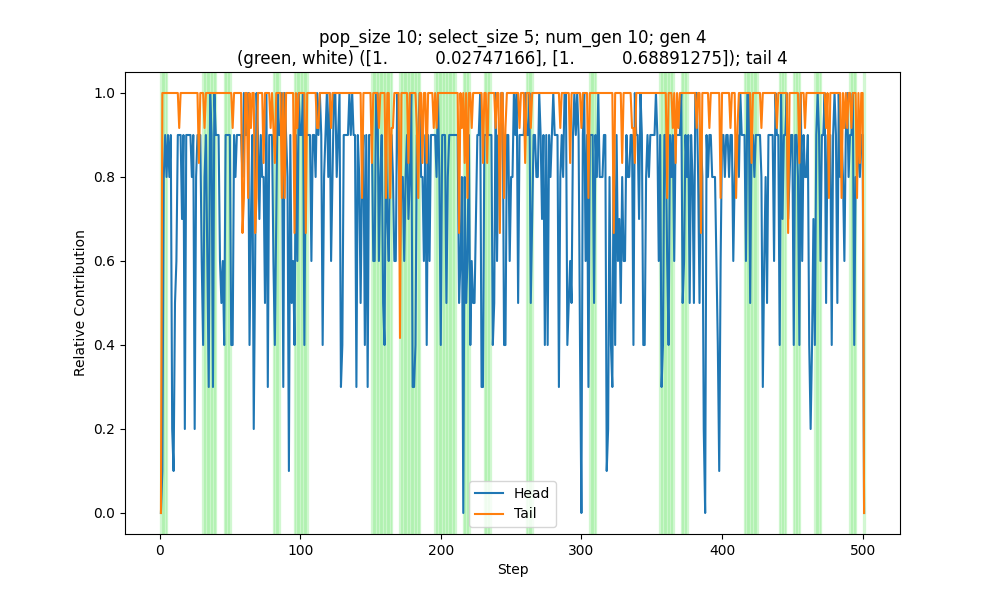 pop_size 10; select_size 5; num_gen 10; gen 4
(green, white) ([1. 0.02747166], [1. 0.68891275]); tail 4
1.0
0.8
0.6
0.4
0.2
0.0
Relative Contribution
Head
Tail
0 100 200 300 400 500
Step